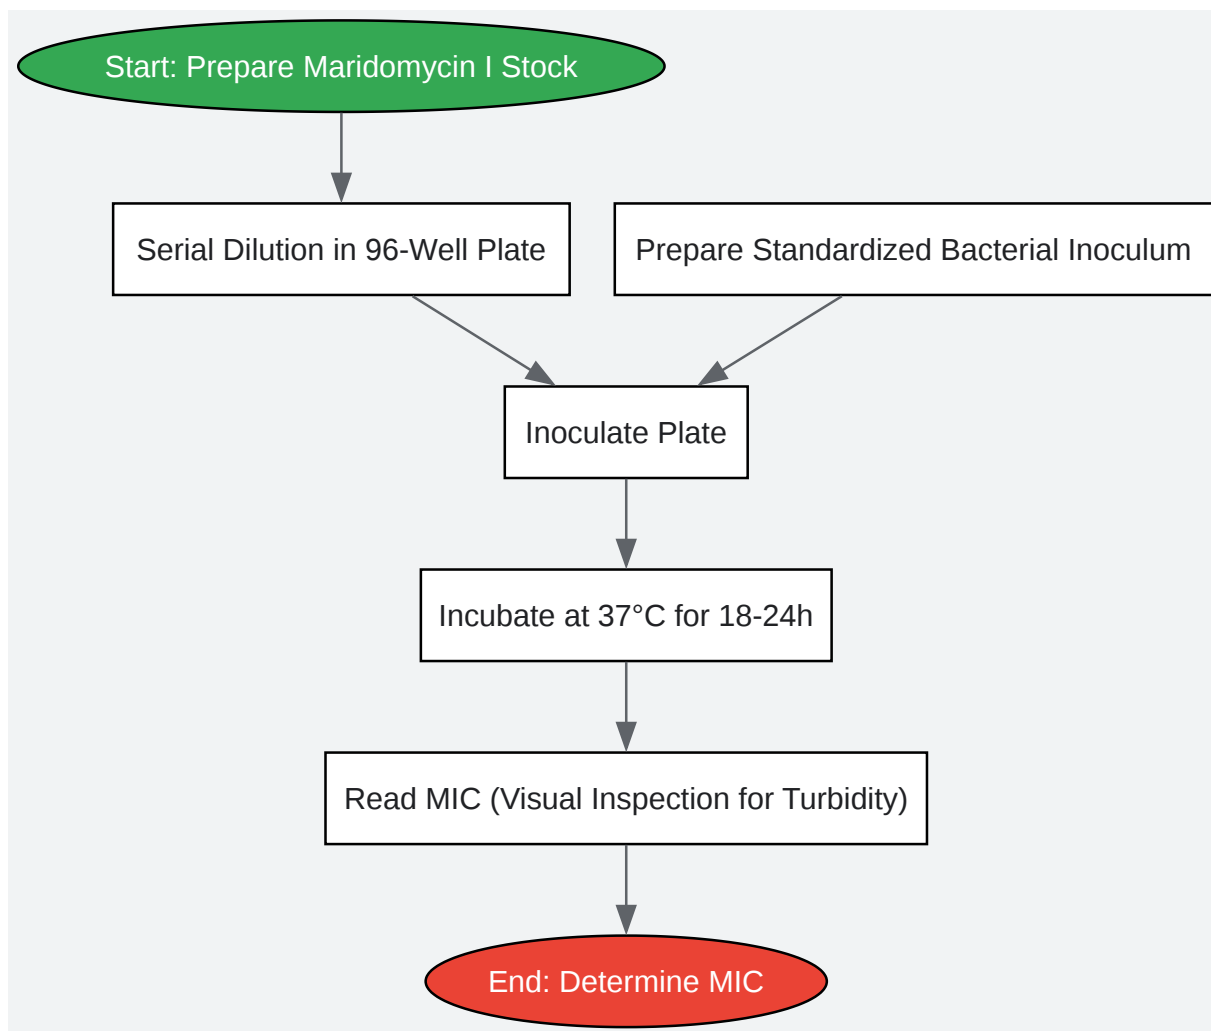 Start: Prepare Maridomycin I Stock
Serial Dilution in 96-Well Plate
Prepare Standardized Bacterial Inoculum
Inoculate Plate
Incubate at 37°C for 18-24h
Read MIC (Visual Inspection for Turbidity)
End: Determine MIC